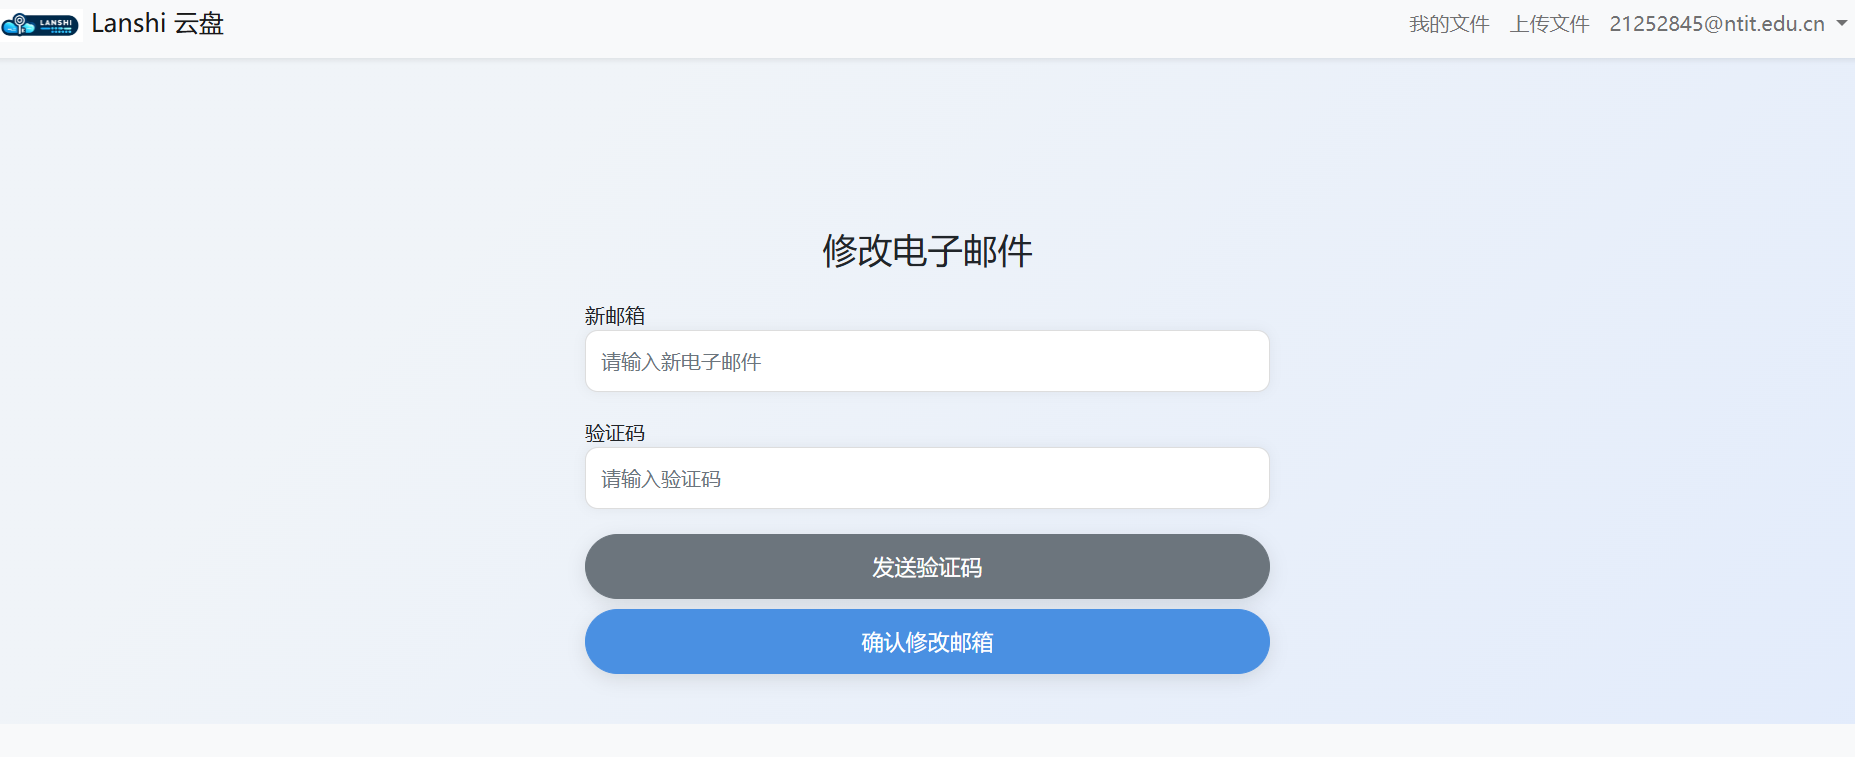 LANSHI
Lanshi 云盘
我的文件 上传文件 21252845@ntit.edu.cn
修改电子邮件
新邮箱
请输入新电子邮件
验证码
请输入验证码
发送验证码
确认修改邮箱